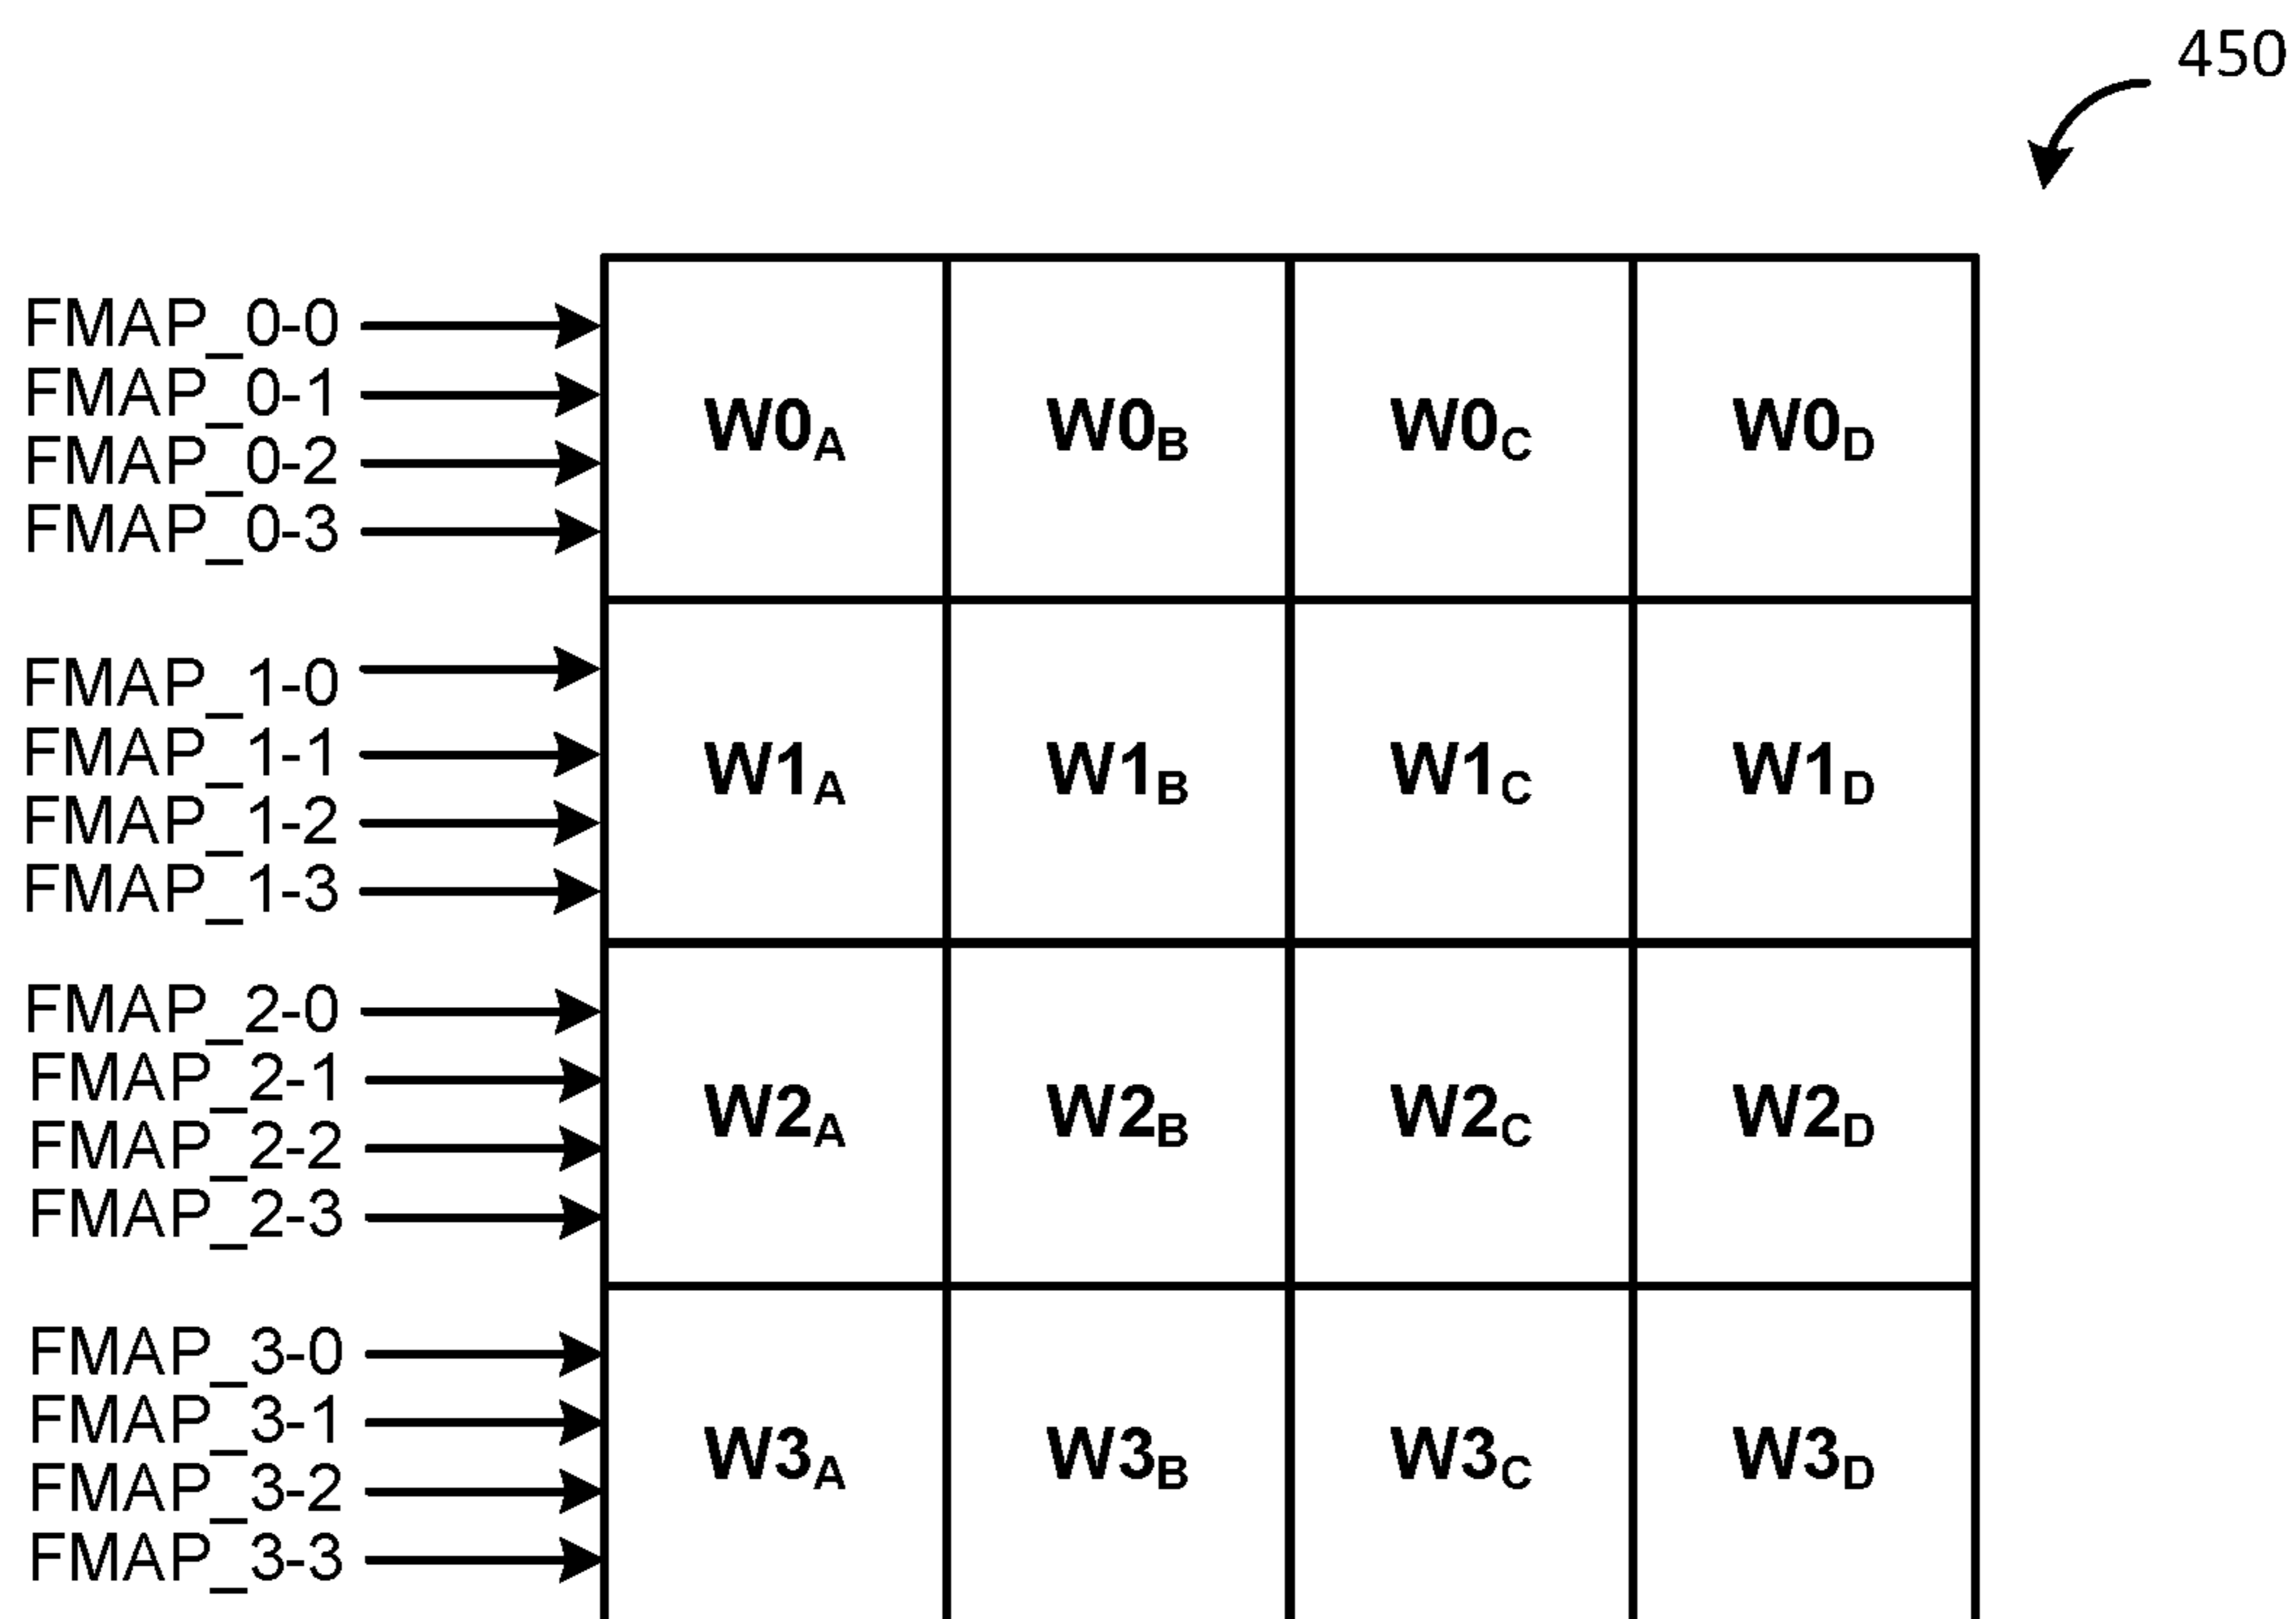 450
FMAP_0-0
FMAP_0-1
FMAP_0-2
FMAP_0-3
W0A W0B W0C W0D
FMAP_1-0
FMAP_1-1
FMAP_1-2
FMAP_1-3
W1A W1B W1C W1D
FMAP_2-0
FMAP_2-1
FMAP_2-2
FMAP_2-3
W2A W2B W2C W2D
FMAP_3-0
FMAP_3-1
FMAP_3-2
FMAP_3-3
W3A W3B W3C W3D